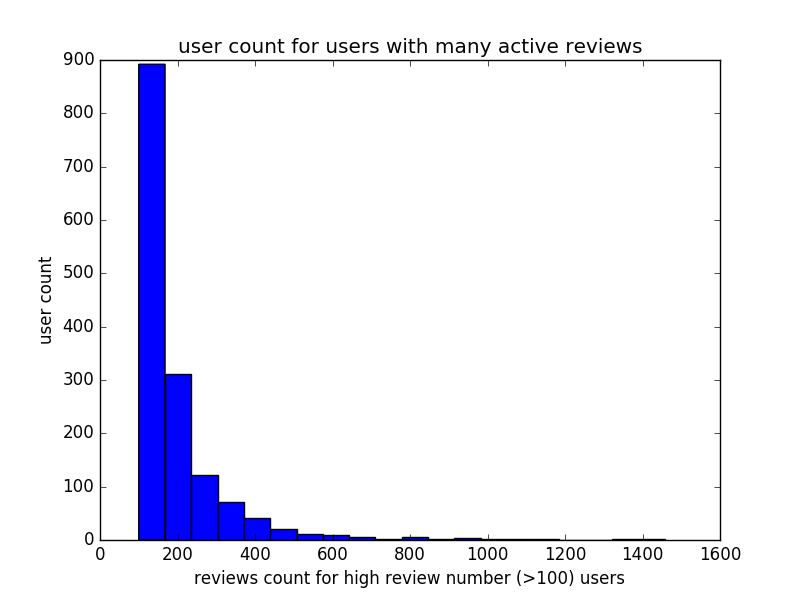 user count for users with many active reviews
900
800
700
600
500
400
300
200
100
0
user count
0 200 400 600 800 1000 1200 1400 1600
reviews count for high review number (>100) users